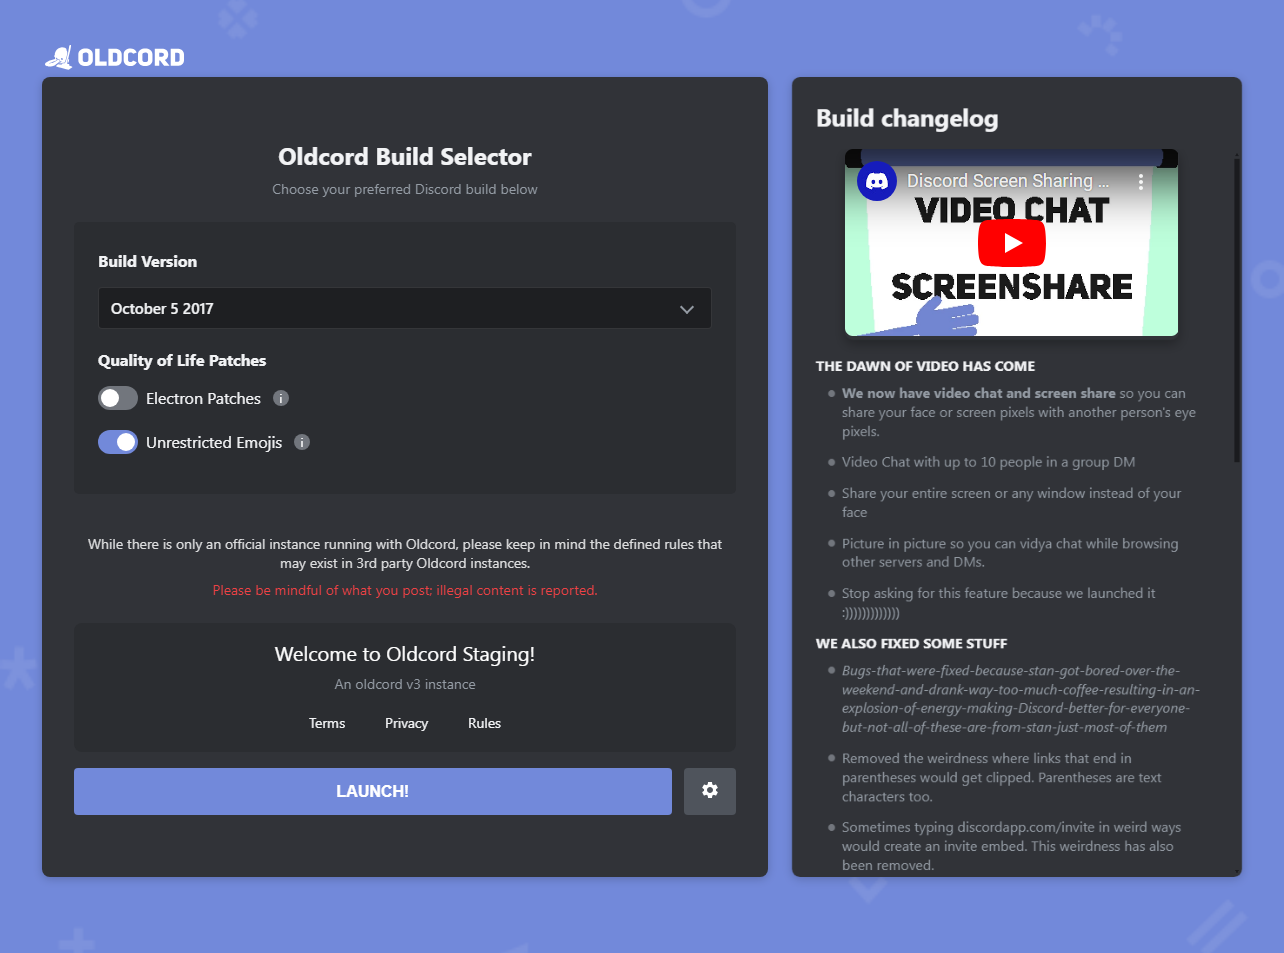 OLDCORD
Oldcord Build Selector
Choose your preferred Discord build below
Build Version
October 5 2017
Quality of Life Patches
Electron Patches
Unrestricted Emojis
While there is only an official instance running with Oldcord, please keep in mind the defined rules that
may exist in 3rd party Oldcord instances.
Please be mindful of what you post; illegal content is reported.
Welcome to Oldcord Staging!
An oldcord v3 instance
Terms Privacy Rules
LAUNCH!
Build changelog
Discord Screen Sharing ...
VIDEO CHAT
SCREENSHARE
THE DAWN OF VIDEO HAS COME
We now have video chat and screen share so you can
share your face or screen pixels with another person's eye
pixels.
Video Chat with up to 10 people in a group DM
Share your entire screen or any window instead of your
face
Picture in picture so you can vidya chat while browsing
other servers and DMs.
Stop asking for this feature because we launched it
:)))))))))))))
WE ALSO FIXED SOME STUFF
Bugs-that-were-fixed-because-stan-got-bored-over-the-
weekend-and-drank-way-too-much-coffee-resulting-in-an-
explosion-of-energy-making-Discord-better-for-everyone-
but-not-all-of-these-are-from-stan-just-most-of-them
Removed the weirdness where links that end in
parentheses would get clipped. Parentheses are text
characters too.
Sometimes typing discordapp.com/invite in weird ways
would create an invite embed. This weirdness has also
been removed.